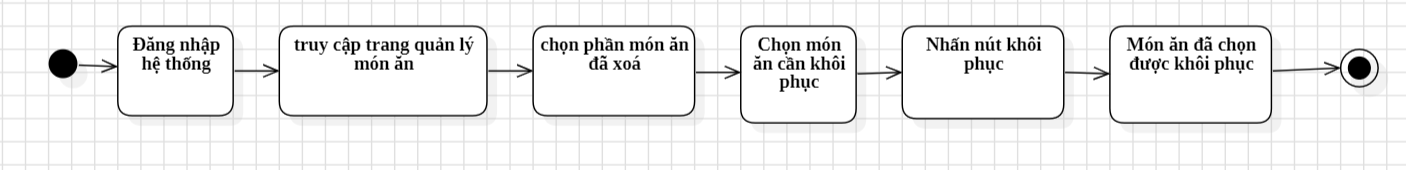 Đăng nhập
hệ thống
truy cập trang quản lý
món ăn
chọn phần món ăn
đã xoá
Chọn món
ăn cần khôi
phục
Nhấn nút khôi
phục
Món ăn đã chọn
được khôi phục